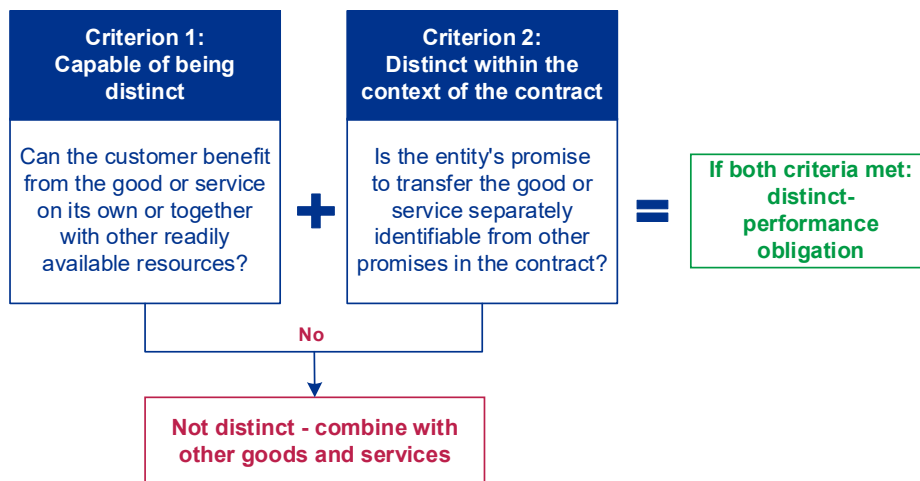 Criterion 1:
Capable of being
distinct
Can the customer benefit
from the good or service
on its own or together
with other readily
available resources?
+
Criterion 2:
Distinct within the
context of the contract
Is the entity's promise
to transfer the good or
service separately
identifiable from other
promises in the contract?
=
If both criteria met:
distinct-
performance
obligation
No
Not distinct - combine with
other goods and services